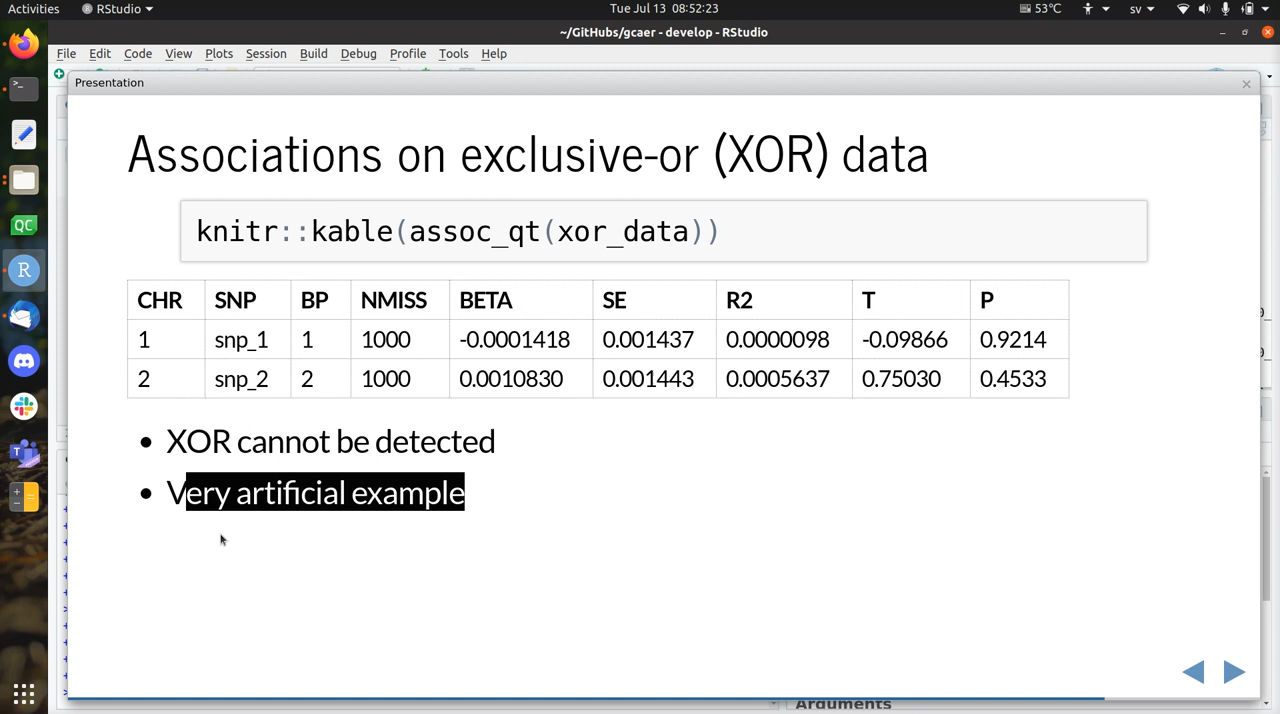 Activities RStudio Tue Jul 13 08:52:23 53°C sv
~/GitHubs/gcaer - develop - RStudio
File Edit Code View Plots Session Build Debug Profile Tools Help
Presentation
Associations on exclusive-or (XOR) data
knitr::kable(assoc_qt(xor_data))
CHR SNP BP NMISS BETA SE R2 T P
1 snp_1 1 1000 -0.0001418 0.001437 0.0000098 -0.09866 0.9214
2 snp_2 2 1000 0.0010830 0.001443 0.0005637 0.75030 0.4533
• XOR cannot be detected
• Very artificial example
QC
R
Arguments